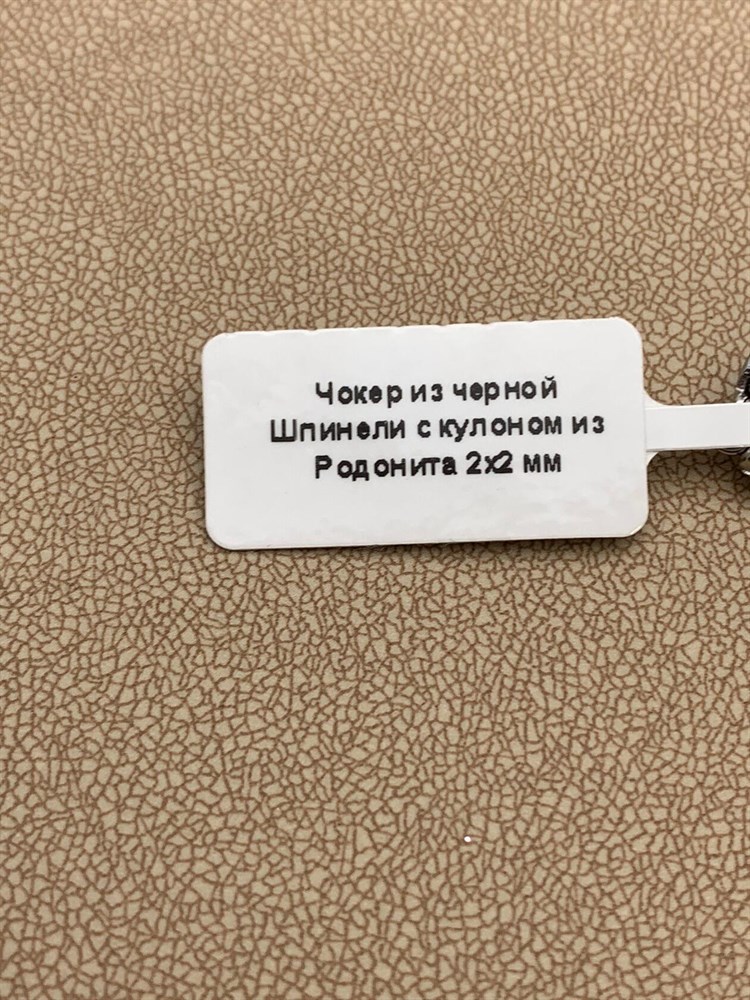 Чокер из черной
Шпинели с кулоном из
Родонита 2х2 мм